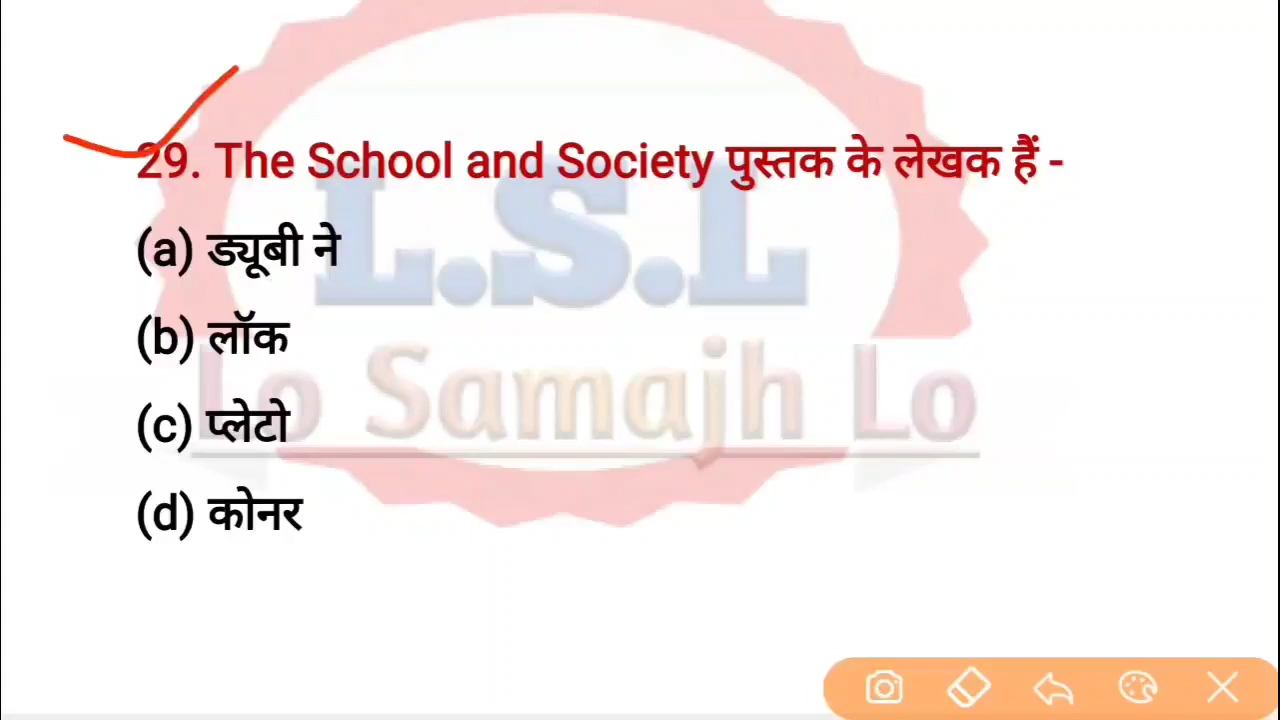 29. The School and Society पुस्तक के लेखक हैं -
(a) ड्यूबी ने
(b) लॉक
(c) प्लेटो
(d) कोनर
L.S.L
Lo Samajh Lo